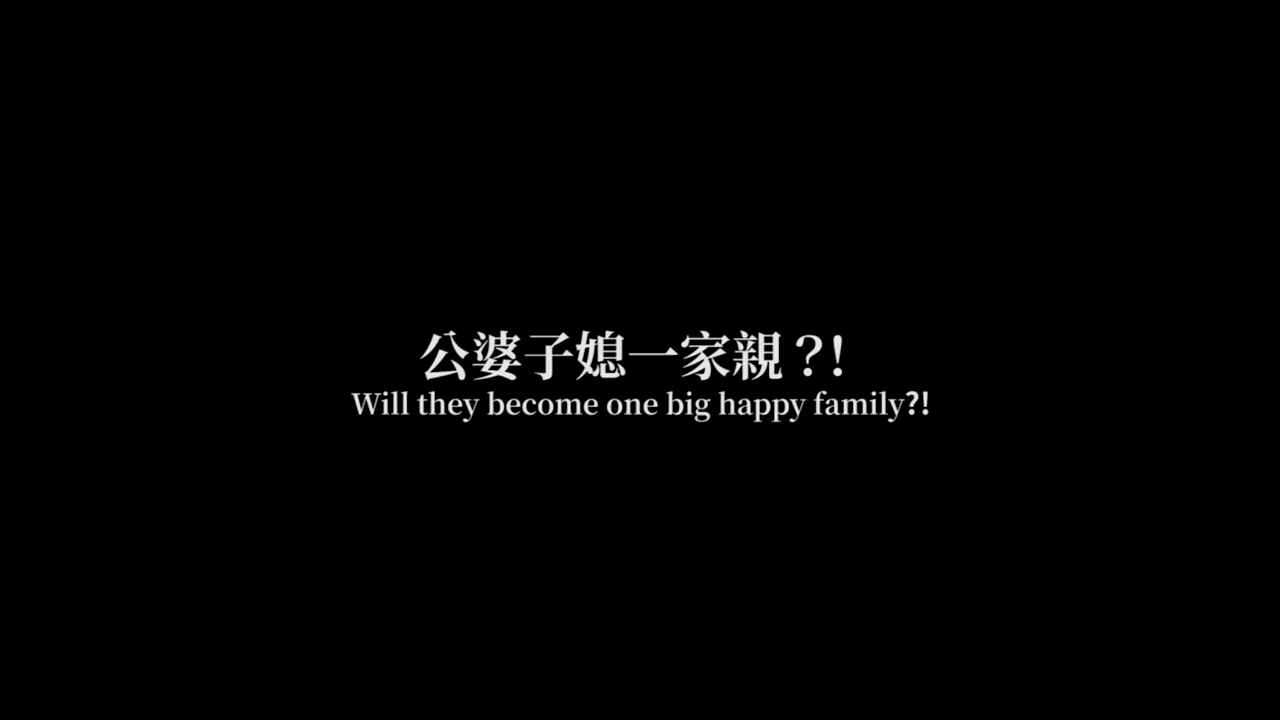 公婆子媳一家親？!
Will they become one big happy family?!